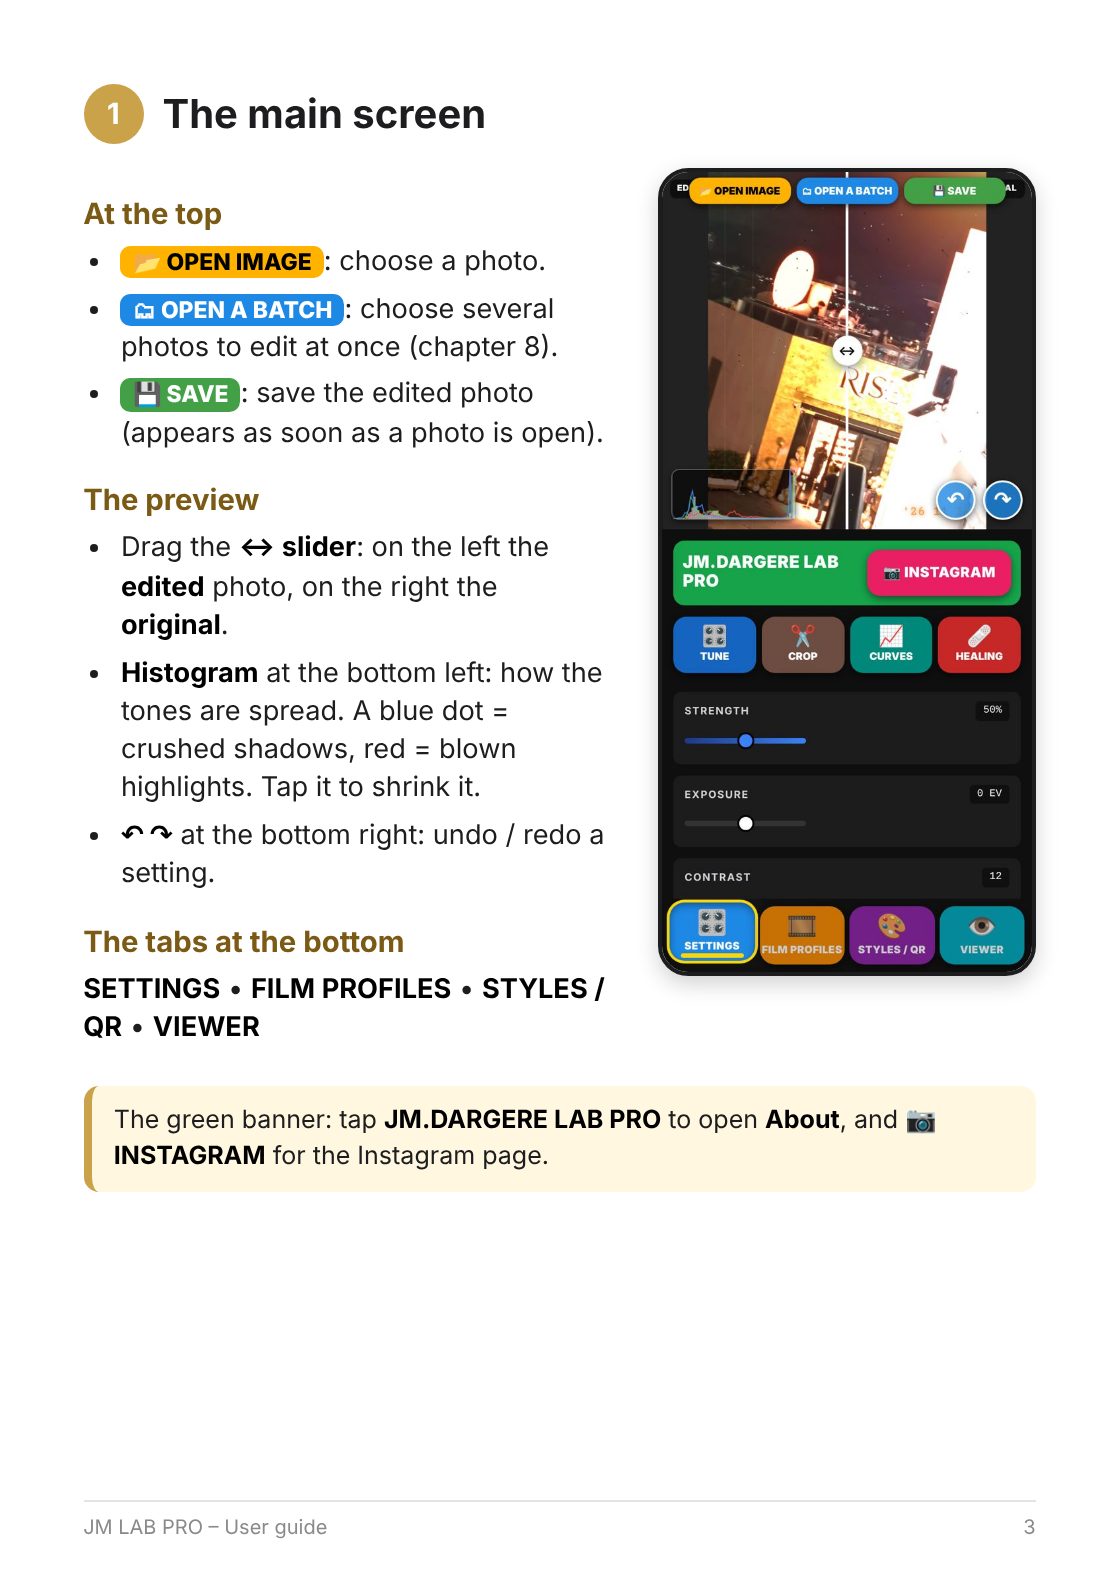 1 The main screen
At the top
• 📂 OPEN IMAGE : choose a photo.
• 🗂 OPEN A BATCH : choose several
photos to edit at once (chapter 8).
• 💾 SAVE : save the edited photo
(appears as soon as a photo is open).
The preview
• Drag the ↔ slider: on the left the
edited photo, on the right the
original.
• Histogram at the bottom left: how the
tones are spread. A blue dot =
crushed shadows, red = blown
highlights. Tap it to shrink it.
• ↶ ↷ at the bottom right: undo / redo a
setting.
The tabs at the bottom
SETTINGS • FILM PROFILES • STYLES /
QR • VIEWER
📂 OPEN IMAGE 🗂 OPEN A BATCH 💾 SAVE
'26
JM.DARGERE LAB
PRO
📷 INSTAGRAM
TUNE CROP CURVES HEALING
STRENGTH 50%
EXPOSURE 0 EV
CONTRAST 12
SETTINGS FILM PROFILES STYLES / QR VIEWER
The green banner: tap JM.DARGERE LAB PRO to open About, and 📷
INSTAGRAM for the Instagram page.
JM LAB PRO – User guide 3